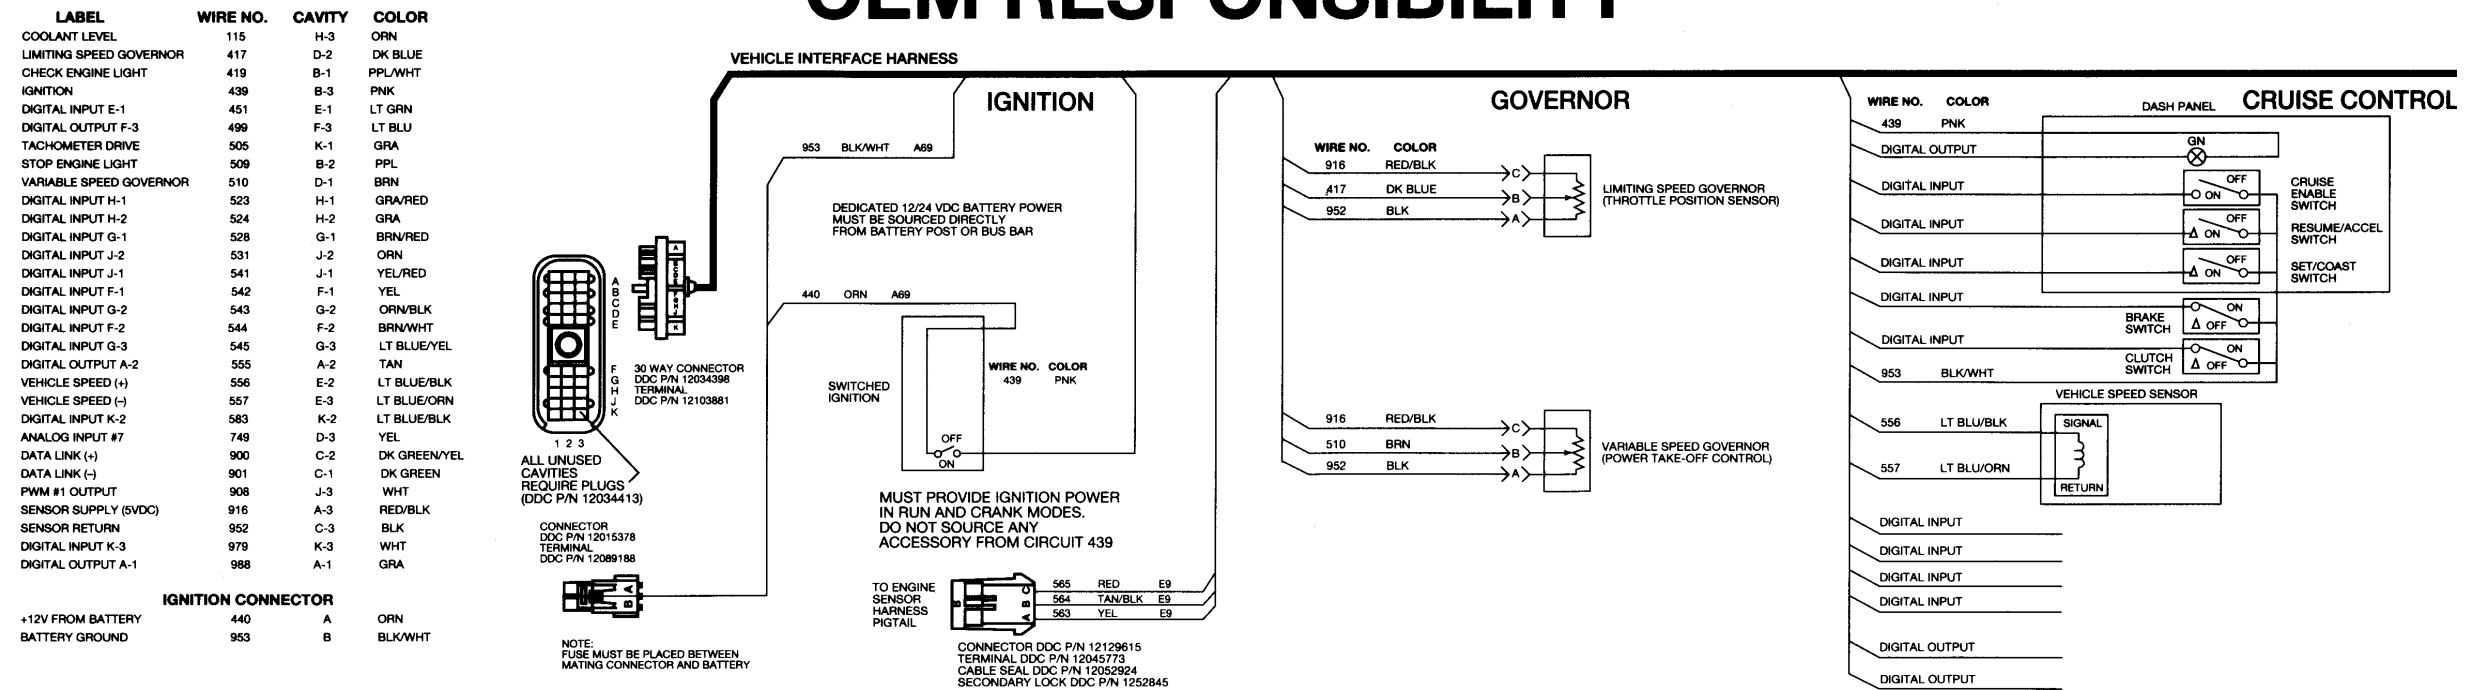 OEM RESPONSIBILITY
LABEL WIRE NO. CAVITY COLOR
COOLANT LEVEL 115 H-3 ORN
LIMITING SPEED GOVERNOR 417 D-2 DK BLUE
CHECK ENGINE LIGHT 419 B-1 PPL/WHT
IGNITION 439 B-3 PNK
DIGITAL INPUT E-1 451 E-1 LT GRN
DIGITAL OUTPUT F-3 499 F-3 LT BLU
TACHOMETER DRIVE 505 K-1 GRA
STOP ENGINE LIGHT 509 B-2 PPL
VARIABLE SPEED GOVERNOR 510 D-1 BRN
DIGITAL INPUT H-1 523 H-1 GRA/RED
DIGITAL INPUT H-2 524 H-2 GRA
DIGITAL INPUT G-1 528 G-1 BRN/RED
DIGITAL INPUT J-2 531 J-2 ORN
DIGITAL INPUT J-1 541 J-1 YEL/RED
DIGITAL INPUT F-1 542 F-1 YEL
DIGITAL INPUT G-2 543 G-2 ORN/BLK
DIGITAL INPUT F-2 544 F-2 BRN/WHT
DIGITAL INPUT G-3 545 G-3 LT BLUE/YEL
DIGITAL OUTPUT A-2 555 A-2 TAN
VEHICLE SPEED (+) 556 E-2 LT BLUE/BLK
VEHICLE SPEED (–) 557 E-3 LT BLUE/ORN
DIGITAL INPUT K-2 583 K-2 LT BLUE/BLK
ANALOG INPUT #7 749 D-3 YEL
DATA LINK (+) 900 C-2 DK GREEN/YEL
DATA LINK (–) 901 C-1 DK GREEN
PWM #1 OUTPUT 908 J-3 WHT
SENSOR SUPPLY (5VDC) 916 A-3 RED/BLK
SENSOR RETURN 952 C-3 BLK
DIGITAL INPUT K-3 979 K-3 WHT
DIGITAL OUTPUT A-1 988 A-1 GRA
IGNITION CONNECTOR
+12V FROM BATTERY 440 A ORN
BATTERY GROUND 953 B BLK/WHT
VEHICLE INTERFACE HARNESS
A
B
C
D
E
F
G
H
J
K
1 2 3
A
B
C
D
E
F
G
H
J
K
30 WAY CONNECTOR
DDC P/N 12034398
TERMINAL
DDC P/N 12103881
ALL UNUSED
CAVITIES
REQUIRE PLUGS
(DDC P/N 12034413)
CONNECTOR
DDC P/N 12015378
TERMINAL
DDC P/N 12089188
A
B
NOTE:
FUSE MUST BE PLACED BETWEEN
MATING CONNECTOR AND BATTERY
IGNITION
953 BLK/WHT A69
DEDICATED 12/24 VDC BATTERY POWER
MUST BE SOURCED DIRECTLY
FROM BATTERY POST OR BUS BAR
440 ORN A69
WIRE NO. COLOR
439 PNK
SWITCHED
IGNITION
OFF
ON
MUST PROVIDE IGNITION POWER
IN RUN AND CRANK MODES.
DO NOT SOURCE ANY
ACCESSORY FROM CIRCUIT 439
TO ENGINE
SENSOR
HARNESS
PIGTAIL
B
C
B
A
565 RED E9
564 TAN/BLK E9
563 YEL E9
CONNECTOR DDC P/N 12129615
TERMINAL DDC P/N 12045773
CABLE SEAL DDC P/N 12052924
SECONDARY LOCK DDC P/N 1252845
GOVERNOR
WIRE NO. COLOR
916 RED/BLK C
417 DK BLUE B
952 BLK A
LIMITING SPEED GOVERNOR
(THROTTLE POSITION SENSOR)
916 RED/BLK C
510 BRN B
952 BLK A
VARIABLE SPEED GOVERNOR
(POWER TAKE-OFF CONTROL)
CRUISE CONTROL
WIRE NO. COLOR
DASH PANEL
439 PNK
GN
DIGITAL OUTPUT
DIGITAL INPUT
OFF
ON
CRUISE
ENABLE
SWITCH
DIGITAL INPUT
OFF
Δ ON
RESUME/ACCEL
SWITCH
DIGITAL INPUT
OFF
Δ ON
SET/COAST
SWITCH
DIGITAL INPUT
BRAKE
SWITCH
ON
Δ OFF
DIGITAL INPUT
CLUTCH
SWITCH
ON
Δ OFF
953 BLK/WHT
VEHICLE SPEED SENSOR
556 LT BLU/BLK
SIGNAL
557 LT BLU/ORN
RETURN
DIGITAL INPUT
DIGITAL INPUT
DIGITAL INPUT
DIGITAL INPUT
DIGITAL OUTPUT
DIGITAL OUTPUT